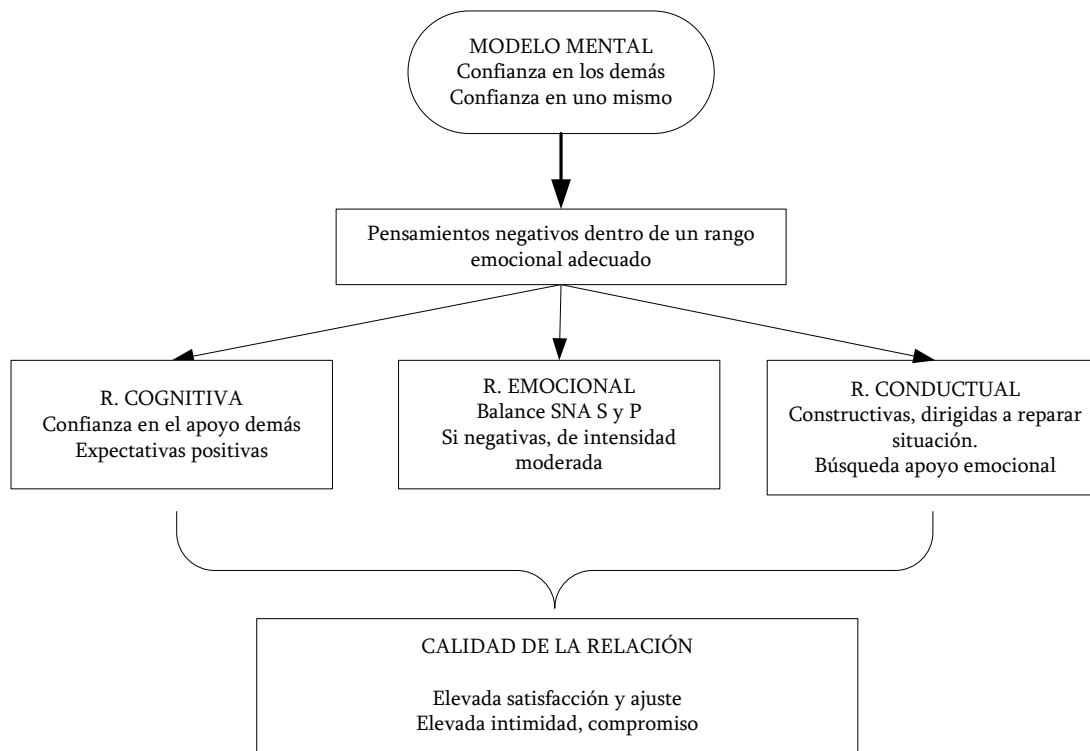 MODELO MENTAL
Confianza en los demás
Confianza en uno mismo
Pensamientos negativos dentro de un rango
emocional adecuado
R. COGNITIVA
Confianza en el apoyo demás
Expectativas positivas
R. EMOCIONAL
Balance SNA S y P
Si negativas, de intensidad
moderada
R. CONDUCTUAL
Constructivas, dirigidas a reparar
situación.
Búsqueda apoyo emocional
CALIDAD DE LA RELACIÓN
Elevada satisfacción y ajuste
Elevada intimidad, compromiso